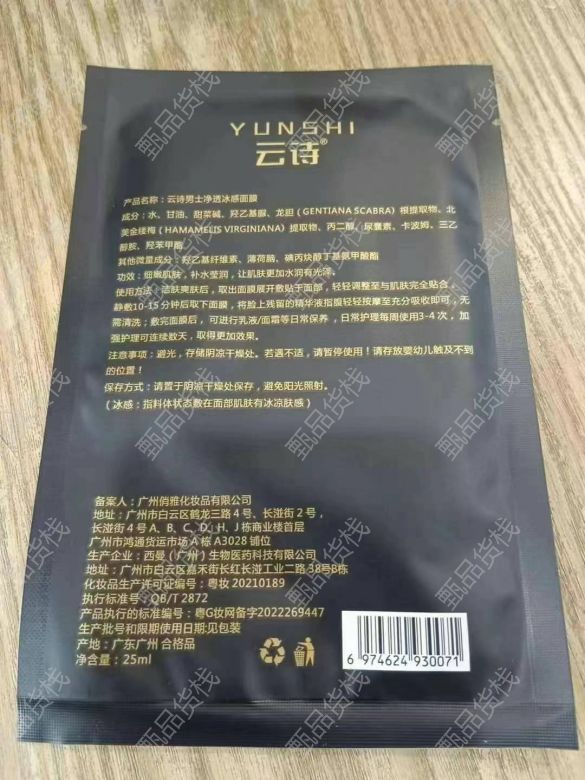 YUNSHI
云诗®
产品名称：云诗男士净透冰感面膜
成分：水、甘油、甜菜碱、羟乙基脲、龙胆（GENTIANA SCABRA）根提取物、北
美金缕梅（HAMAMELIS VIRGINIANA）提取物、丙二醇、尿囊素、卡波姆、三乙
醇胺、羟苯甲酯
其他微量成分：羟乙基纤维素、薄荷脑、碘丙炔醇丁基氨甲酸酯
功效：细嫩肌肤，补水莹润，让肌肤更加水润有光泽。
使用方法：洁肤爽肤后，取出面膜展开敷贴于面部，轻轻调整至与肌肤完全贴合，
静敷10-15分钟后取下面膜，将脸上残留的精华液指腹轻轻按摩至充分吸收即可，无
需清洗；敷完面膜后，可进行乳液/面霜等日常保养，日常护理每周使用3-4次，加
强护理可连续数天，取得更加效果。
注意事项：避光，存储阴凉干燥处。若遇不适，请暂停使用！请存放婴幼儿触及不到
的位置！
保存方式：请置于阴凉干燥处保存，避免阳光照射。
（冰感：指料体状态敷在面部肌肤有冰凉肤感）
备案人：广州俏雅化妆品有限公司
地址：广州市白云区鹤龙三路4号、长湴街2号，
长湴街4号A、B、C、D、H、J栋商业楼首层
广州市鸿通货运市场A栋A3028铺位
生产企业：西曼（广州）生物医药科技有限公司
地址：广州市白云区嘉禾街长红长湴工业二路38号B栋
化妆品生产许可证编号：粤妆20210189
执行标准号：QB/T 2872
产品执行的标准编号：粤G妆网备字2022269447
生产批号和限期使用日期:见包装
产地：广东广州 合格品
净含量：25ml
6 974624 930071
甄品货栈